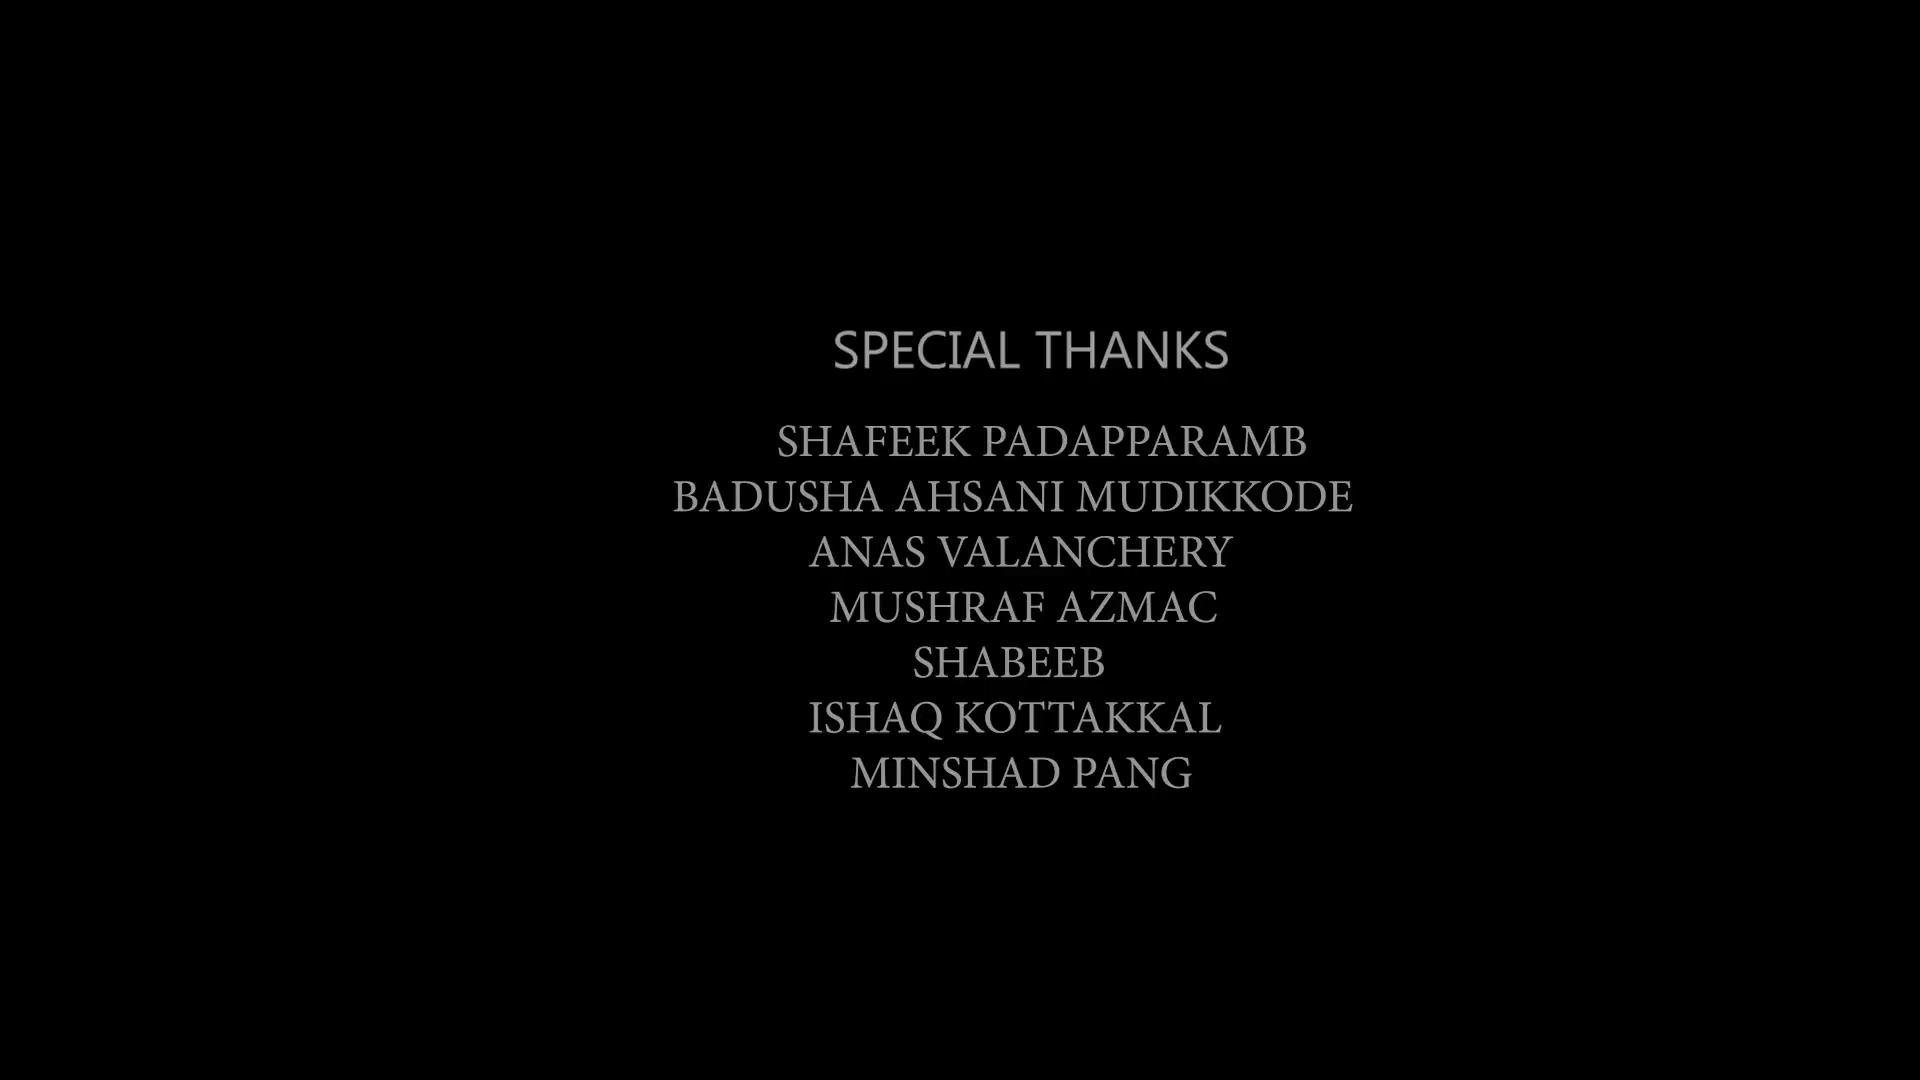 SPECIAL THANKS
SHAFEEK PADAPPARAMB
BADUSHA AHSANI MUDIKKODE
ANAS VALANCHERY
MUSHRAF AZMAC
SHABEEB
ISHAQ KOTTAKKAL
MINSHAD PANG